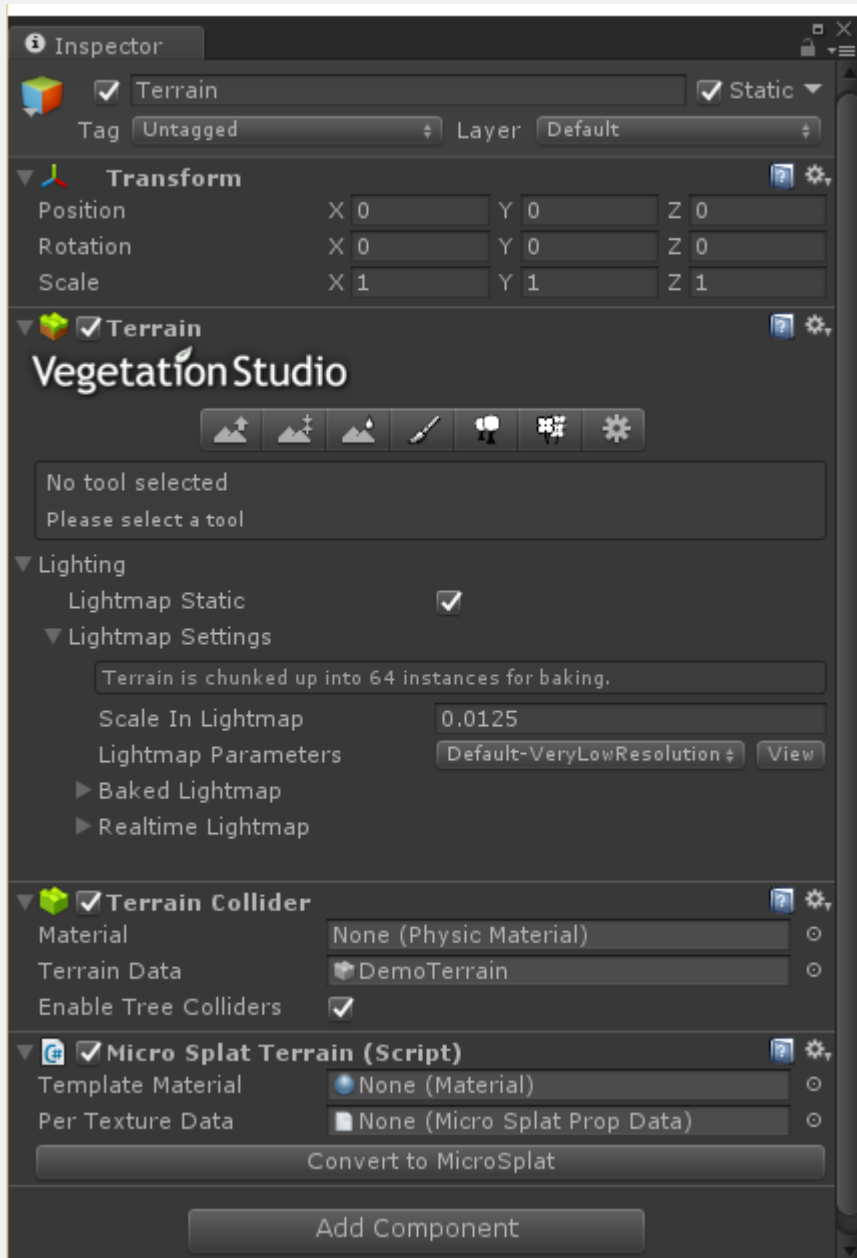 Inspector
Terrain Static
Tag Untagged Layer Default
Transform
Position X 0 Y 0 Z 0
Rotation X 0 Y 0 Z 0
Scale X 1 Y 1 Z 1
Terrain
Vegetation Studio
No tool selected
Please select a tool
Lighting
Lightmap Static
Lightmap Settings
Terrain is chunked up into 64 instances for baking.
Scale In Lightmap 0.0125
Lightmap Parameters Default-VeryLowResolution View
Baked Lightmap
Realtime Lightmap
Terrain Collider
Material None (Physic Material)
Terrain Data DemoTerrain
Enable Tree Colliders
Micro Splat Terrain (Script)
Template Material None (Material)
Per Texture Data None (Micro Splat Prop Data)
Convert to MicroSplat
Add Component